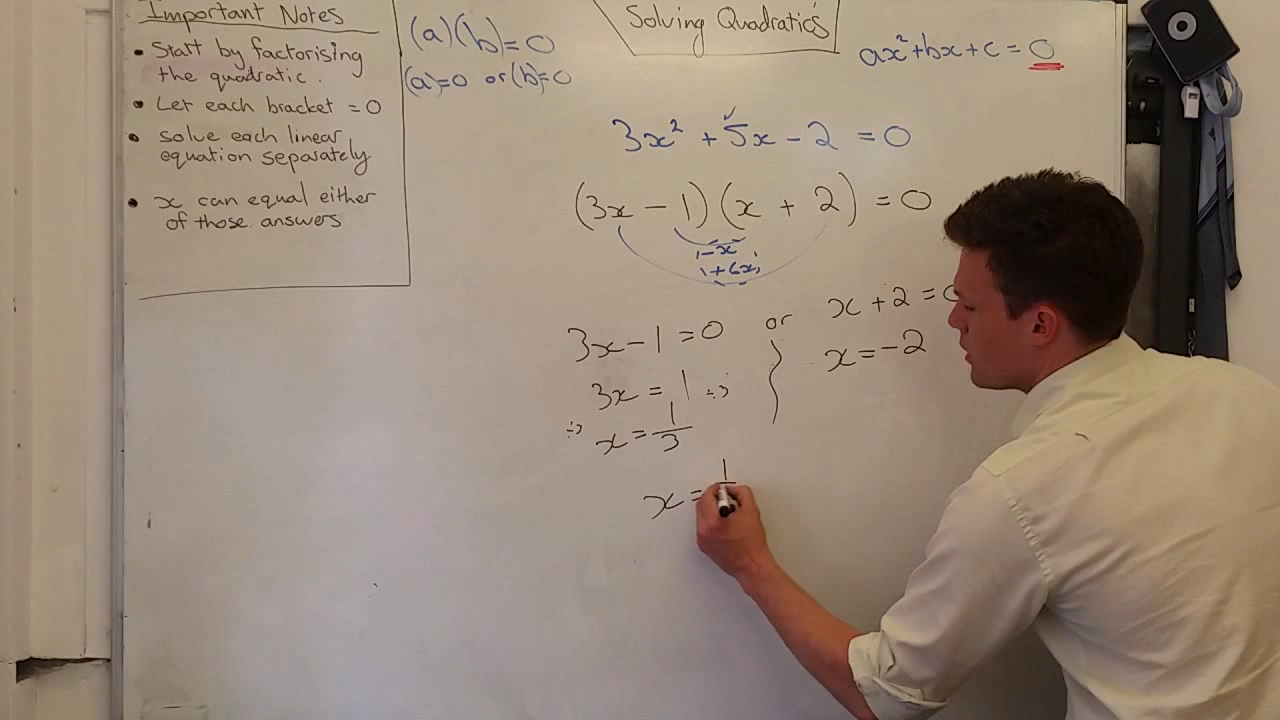 Important Notes
• Start by factorising
the quadratic.
• Let each bracket = 0
• solve each linear
equation separately
• x can equal either
of those answers
(a)(b) = 0
(a)=0 or (b)=0
Solving Quadratics
ax² + bx + c = 0
3x² + 5x - 2 = 0
(3x - 1)(x + 2) = 0
-x
+6x
3x - 1 = 0 or x + 2 = 0
3x = 1 x = -2
x = 1/3
x = 1